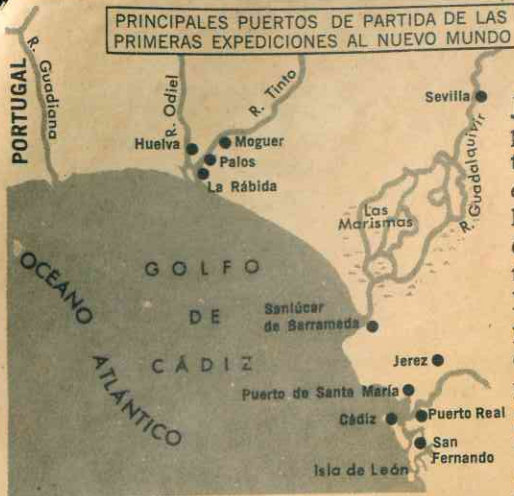 PRINCIPALES PUERTOS DE PARTIDA DE LAS
PRIMERAS EXPEDICIONES AL NUEVO MUNDO
PORTUGAL
R. Guadiana
R. Odiel
R. Tinto
Sevilla
R. Guadalquivir
Huelva
Moguer
Palos
La Rábida
Las
Marismas
OCEANO
ATLÁNTICO
GOLFO
DE
CÁDIZ
Sanlúcar
de Barrameda
Jerez
Puerto de Santa María
Cádiz
Puerto Real
San
Fernando
Isla de León